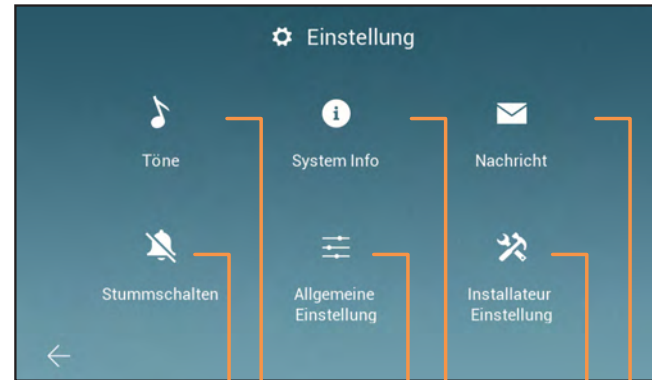 Einstellung
Töne
System Info
Nachricht
Stummschalten
Allgemeine
Einstellung
Installateur
Einstellung